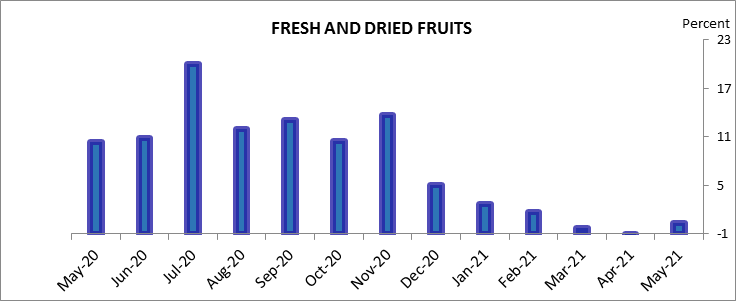 FRESH AND DRIED FRUITS
Percent
23
17
11
5
-1
May-20
Jun-20
Jul-20
Aug-20
Sep-20
Oct-20
Nov-20
Dec-20
Jan-21
Feb-21
Mar-21
Apr-21
May-21